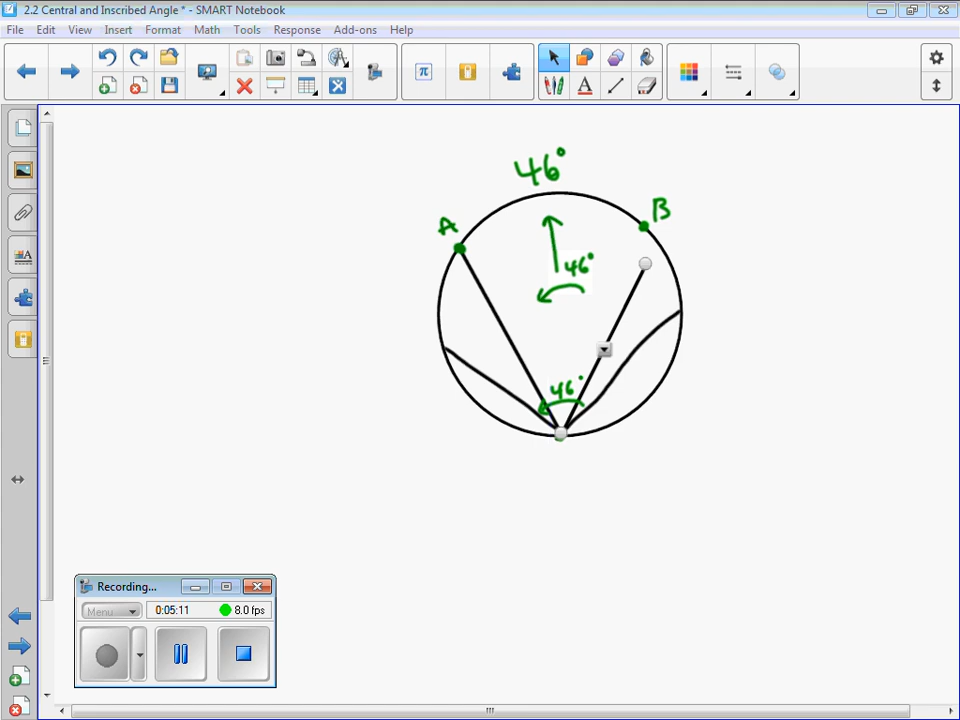 2.2 Central and Inscribed Angle * - SMART Notebook
File Edit View Insert Format Math Tools Response Add-ons Help
46°
A
B
46°
46°
Recording...
Menu 0:05:11 8.0 fps